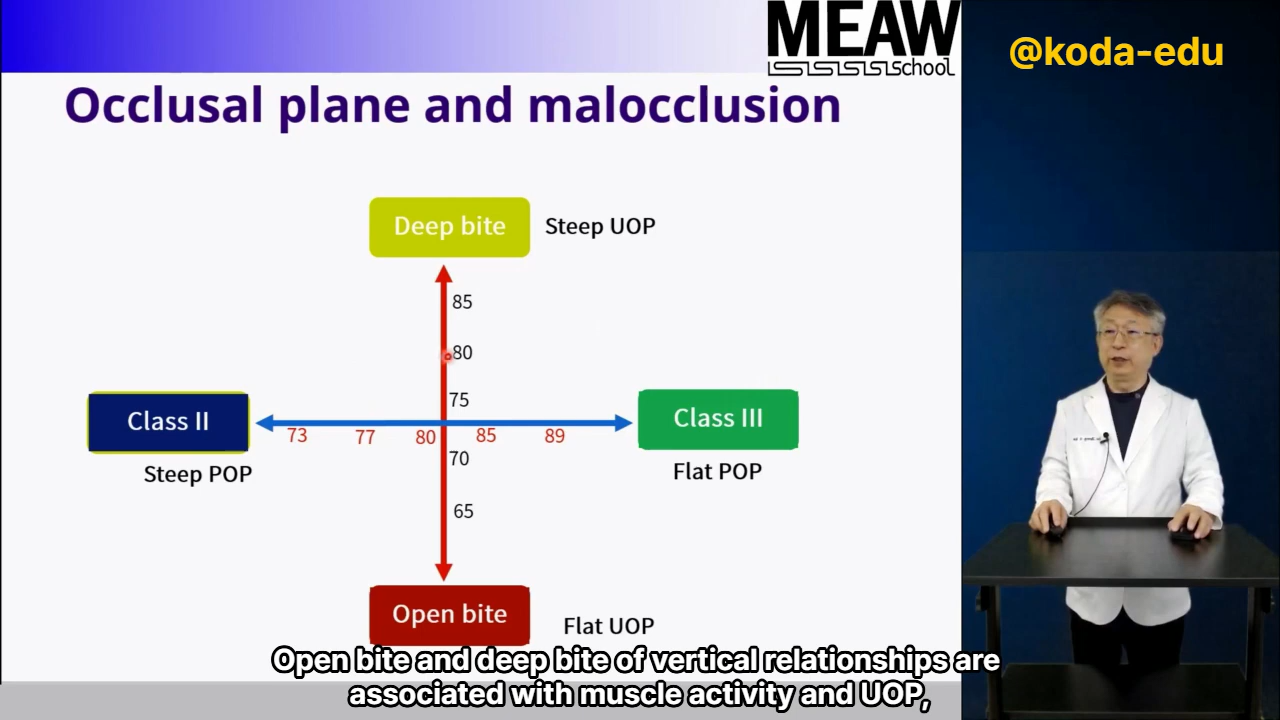 MEAW
school
@koda-edu
Occlusal plane and malocclusion
Deep bite
Steep UOP
85
80
75
Class II
Class III
73 77 80 85 89
70
Steep POP
Flat POP
65
Open bite
Flat UOP
Open bite and deep bite of vertical relationships are
associated with muscle activity and UOP,